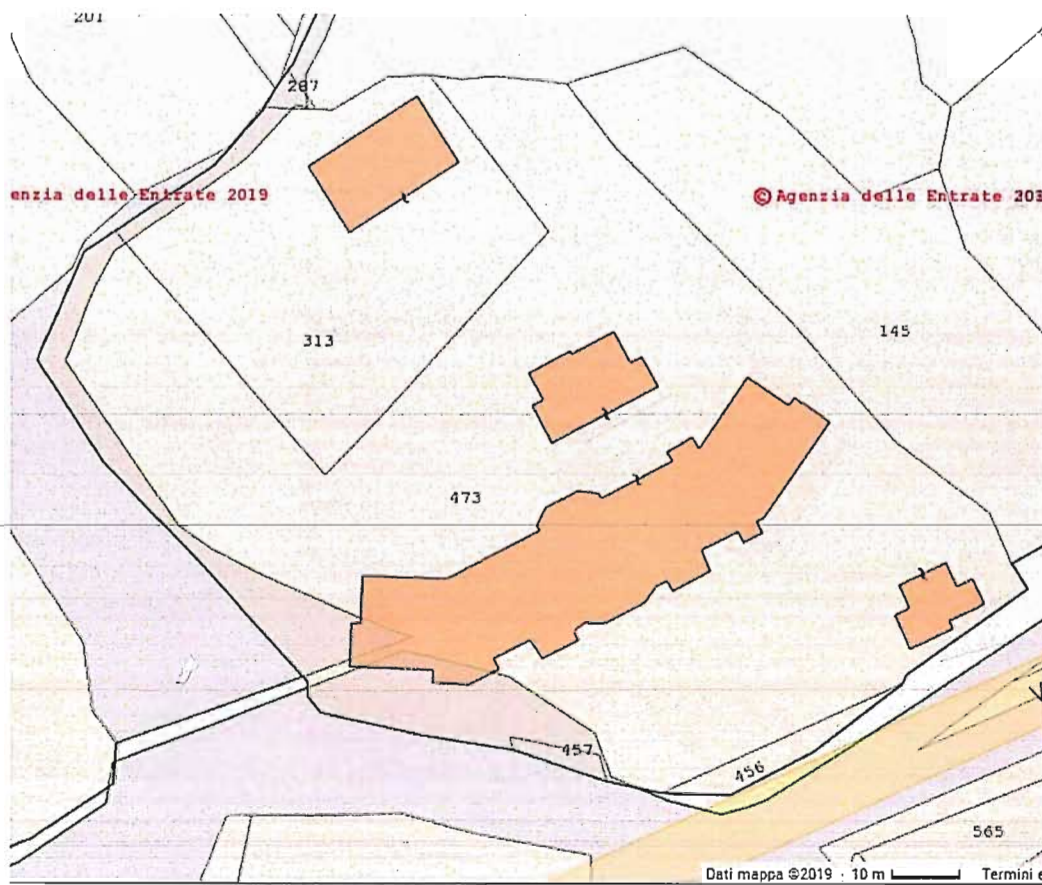 201
287
enzia delle Entrate 2019
© Agenzia delle Entrate 203
313
145
473
457
456
565
Dati mappa ©2019 · 10 m
Termini e